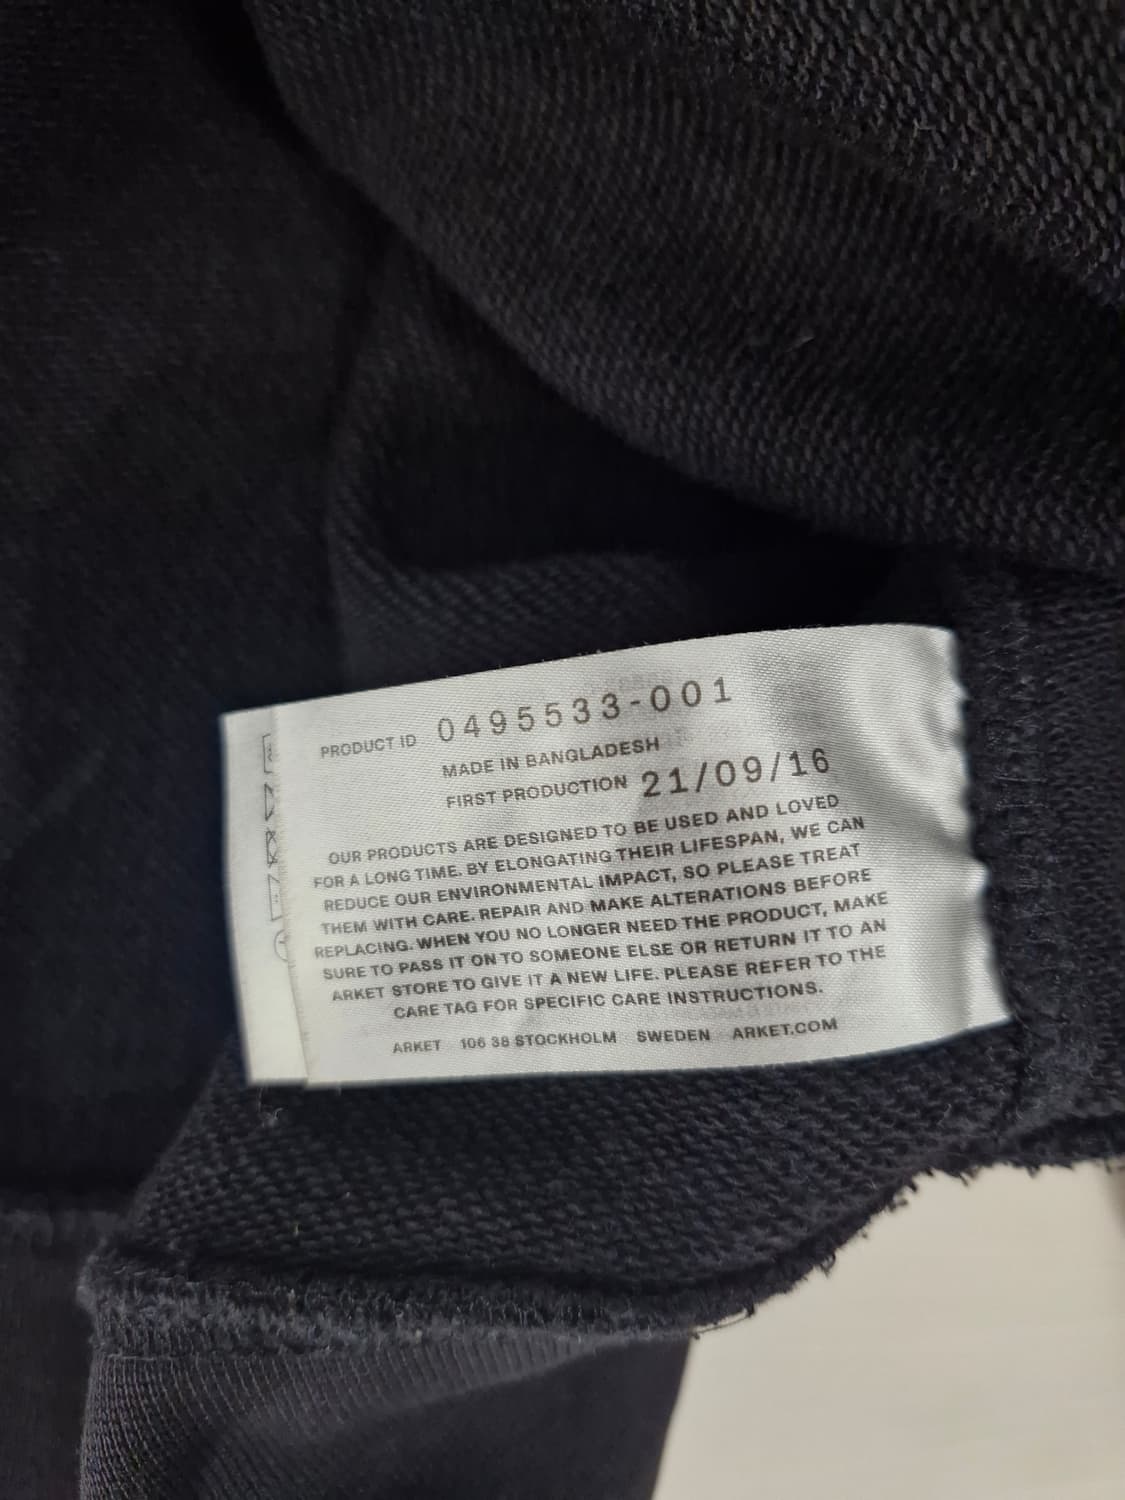 PRODUCT ID 0495533-001
MADE IN BANGLADESH
FIRST PRODUCTION 21/09/16
OUR PRODUCTS ARE DESIGNED TO BE USED AND LOVED
FOR A LONG TIME. BY ELONGATING THEIR LIFESPAN, WE CAN
REDUCE OUR ENVIRONMENTAL IMPACT, SO PLEASE TREAT
THEM WITH CARE. REPAIR AND MAKE ALTERATIONS BEFORE
REPLACING. WHEN YOU NO LONGER NEED THE PRODUCT, MAKE
SURE TO PASS IT ON TO SOMEONE ELSE OR RETURN IT TO AN
ARKET STORE TO GIVE IT A NEW LIFE. PLEASE REFER TO THE
CARE TAG FOR SPECIFIC CARE INSTRUCTIONS.
ARKET 106 38 STOCKHOLM SWEDEN ARKET.COM